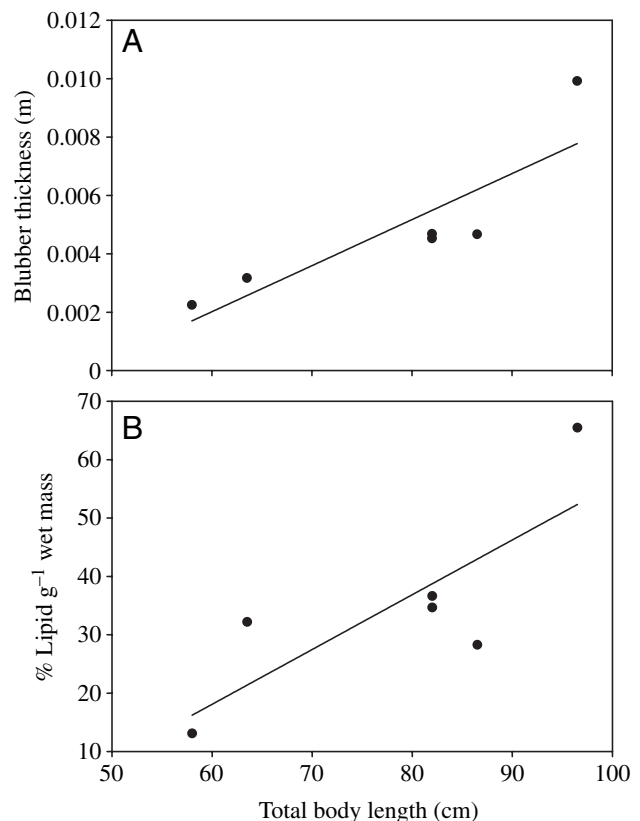 A
0.012
0.010
0.008
0.006
0.004
0.002
0
Blubber thickness (m)
B
70
60
50
40
30
20
10
% Lipid g⁻¹ wet mass
50 60 70 80 90 100
Total body length (cm)